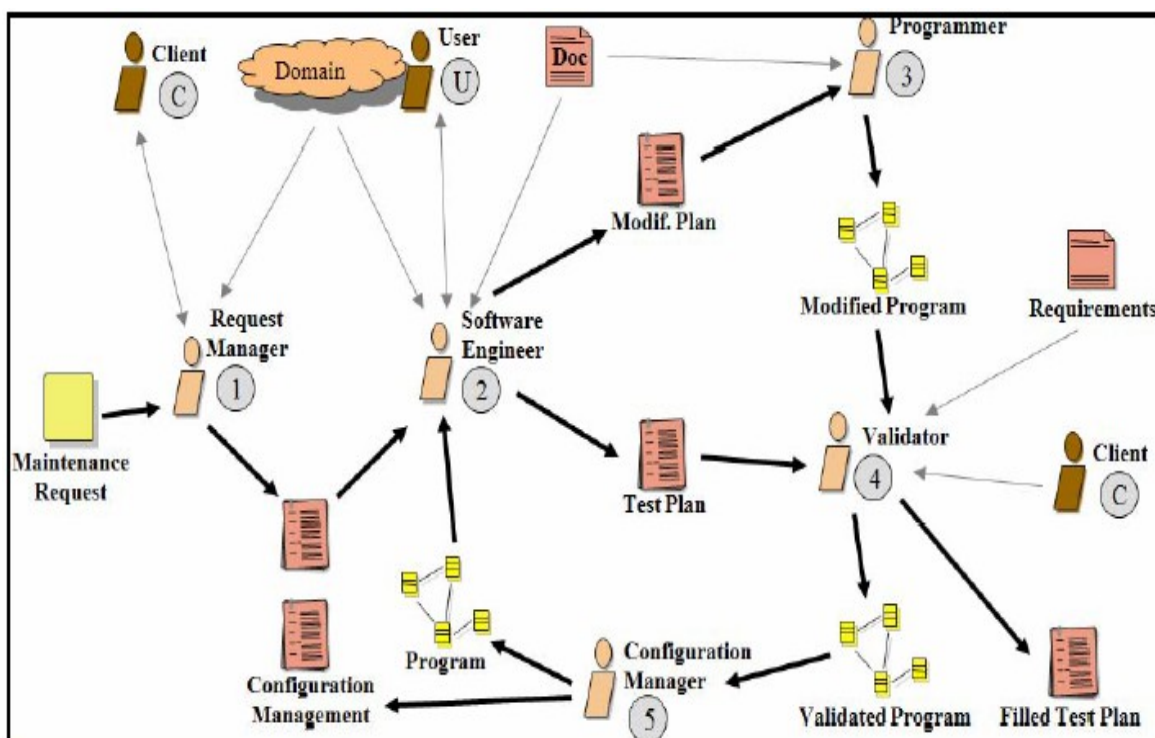 Client
C
Domain
User
U
Doc
Programmer
3
Modif. Plan
Modified Program
Requirements
Request
Manager
1
Software
Engineer
2
Maintenance
Request
Test Plan
Validator
4
Client
C
Program
Configuration
Management
Configuration
Manager
5
Validated Program
Filled Test Plan